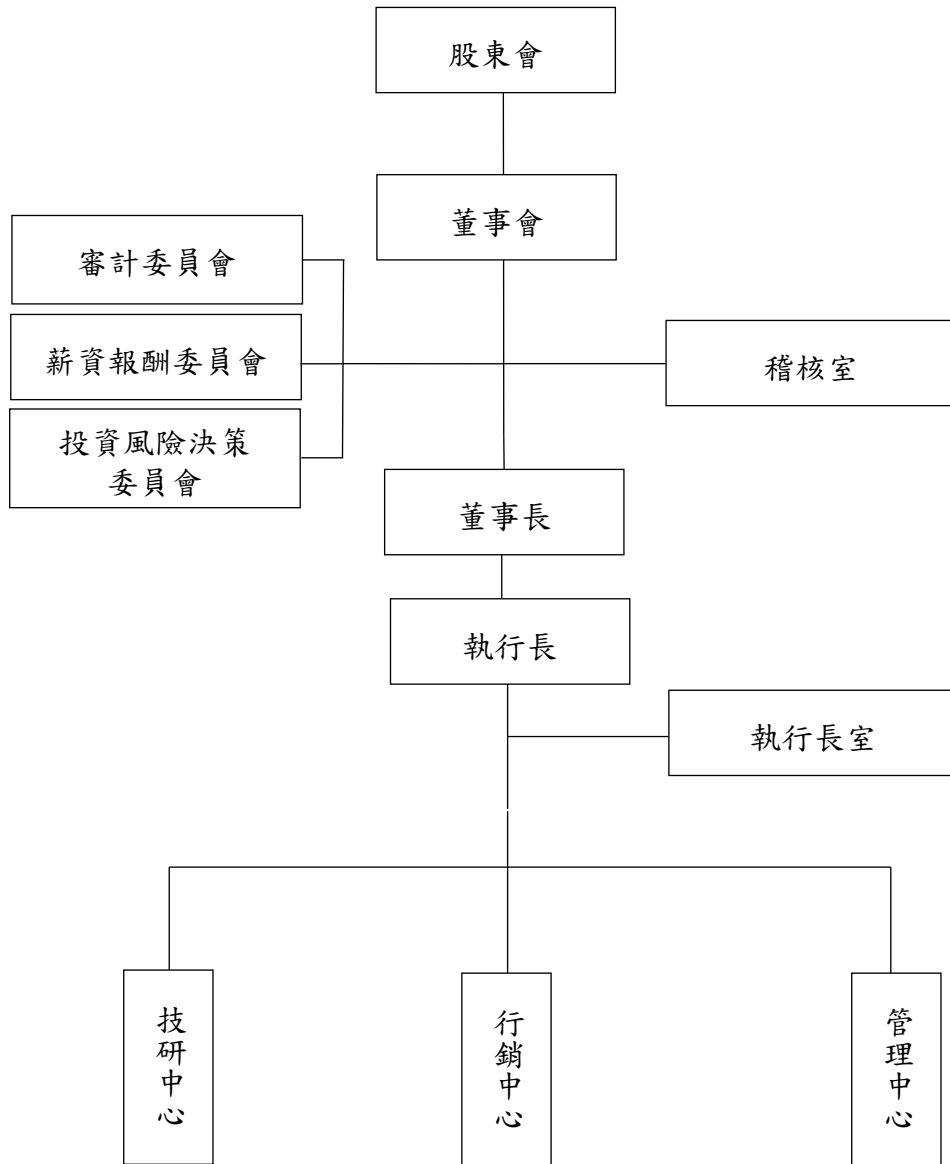 股東會
董事會
審計委員會
薪資報酬委員會
稽核室
投資風險決策
委員會
董事長
執行長
執行長室
技研中心
行銷中心
管理中心